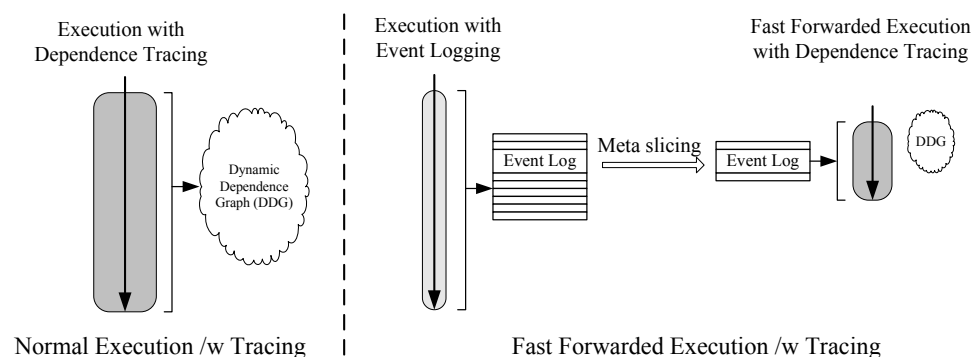 Execution with
Dependence Tracing
Dynamic
Dependence
Graph (DDG)
Normal Execution /w Tracing
Execution with
Event Logging
Event Log
Meta slicing
Event Log
Fast Forwarded Execution
with Dependence Tracing
DDG
Fast Forwarded Execution /w Tracing